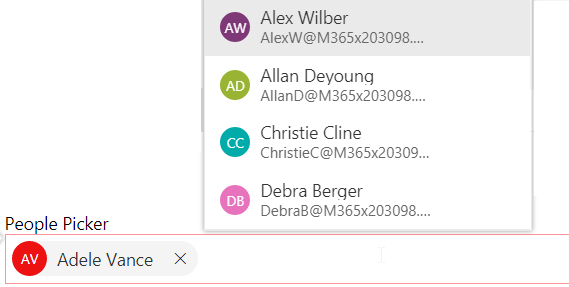 AW Alex Wilber
AlexW@M365x203098....
AD Allan Deyoung
AllanD@M365x203098....
CC Christie Cline
ChristieC@M365x20309...
DB Debra Berger
DebraB@M365x203098....
People Picker
AV Adele Vance